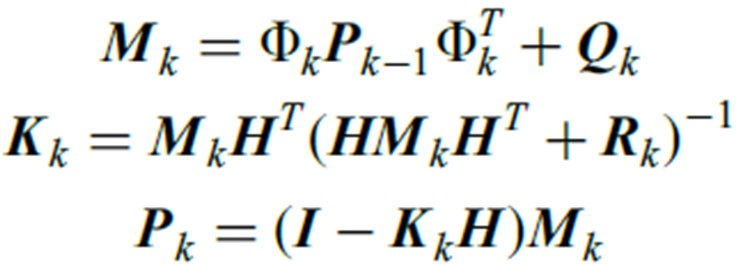 M_k = Φ_k P_{k−1} Φ_k^T + Q_k
K_k = M_k H^T (H M_k H^T + R_k)^{−1}
P_k = (I − K_k H) M_k